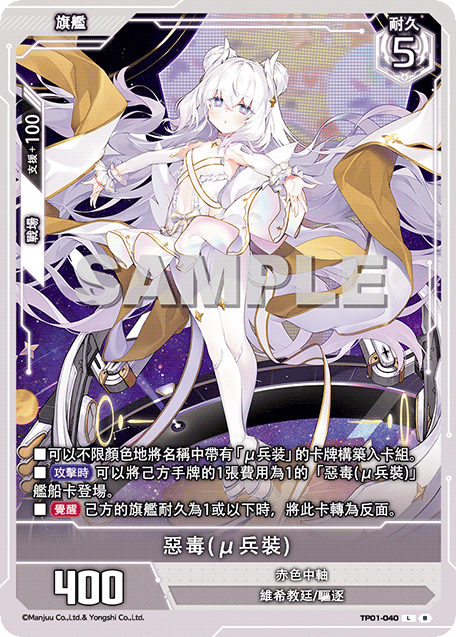 旗艦
耐久
5
支援+100
戰場
SAMPLE
■可以不限顏色地將名稱中帶有「μ兵裝」的卡牌構築入卡組。
■攻擊時 可以將己方手牌的1張費用為1的「惡毒(μ兵裝)」
艦船卡登場。
■覺醒 己方的旗艦耐久為1或以下時，將此卡轉為反面。
惡毒(μ兵裝)
400
赤色中軸
維希教廷/驅逐
©Manjuu Co.,Ltd.& Yongshi Co.,Ltd.
TP01-040 L B